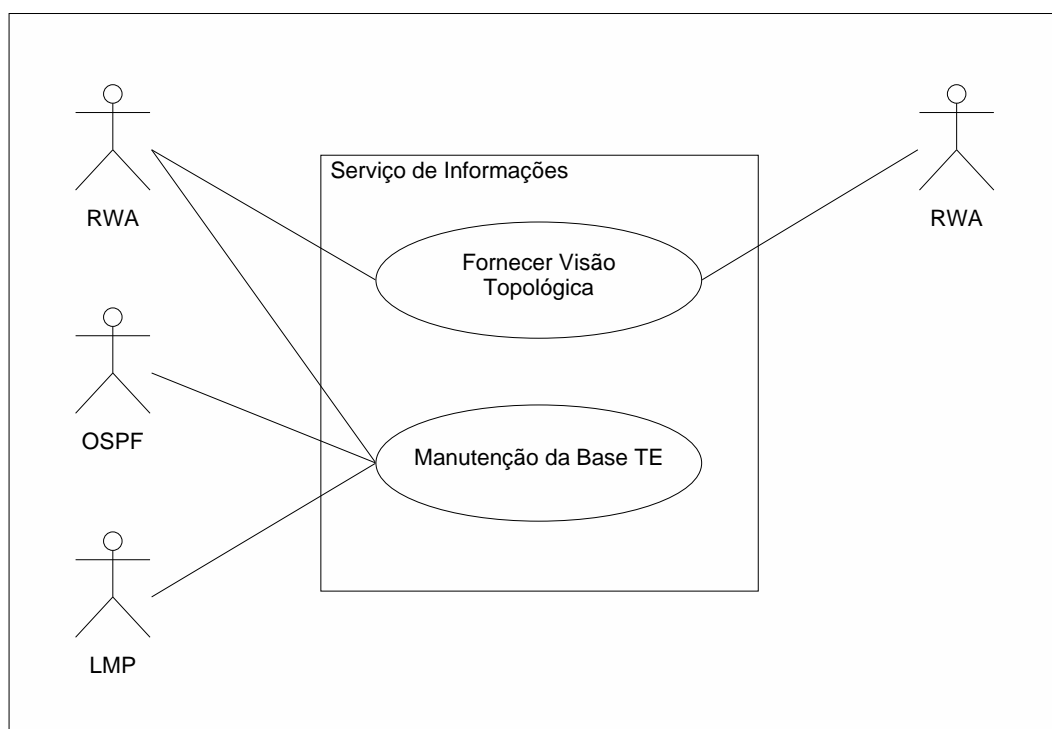 RWA
RWA
Serviço de Informações
Fornecer Visão
Topológica
OSPF
Manutenção da Base TE
LMP